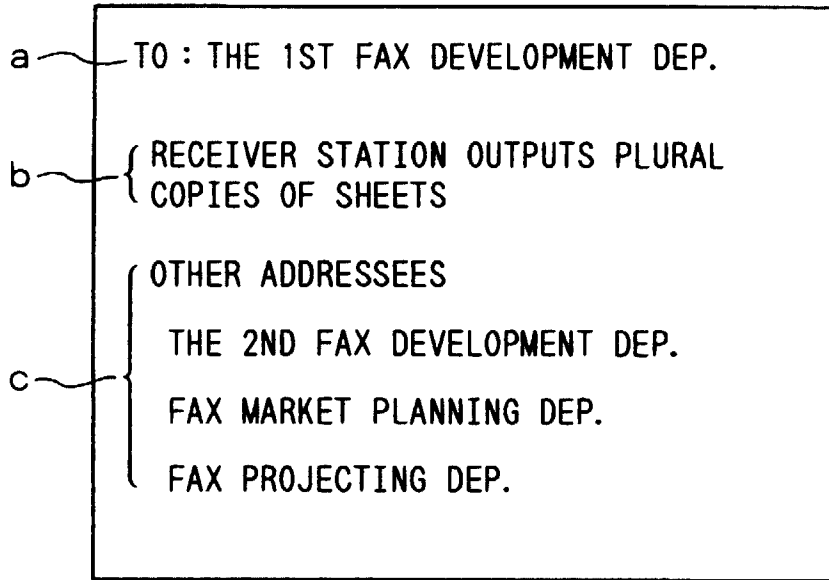 a TO : THE 1ST FAX DEVELOPMENT DEP.
b RECEIVER STATION OUTPUTS PLURAL
COPIES OF SHEETS
OTHER ADDRESSEES
THE 2ND FAX DEVELOPMENT DEP.
c
FAX MARKET PLANNING DEP.
FAX PROJECTING DEP.